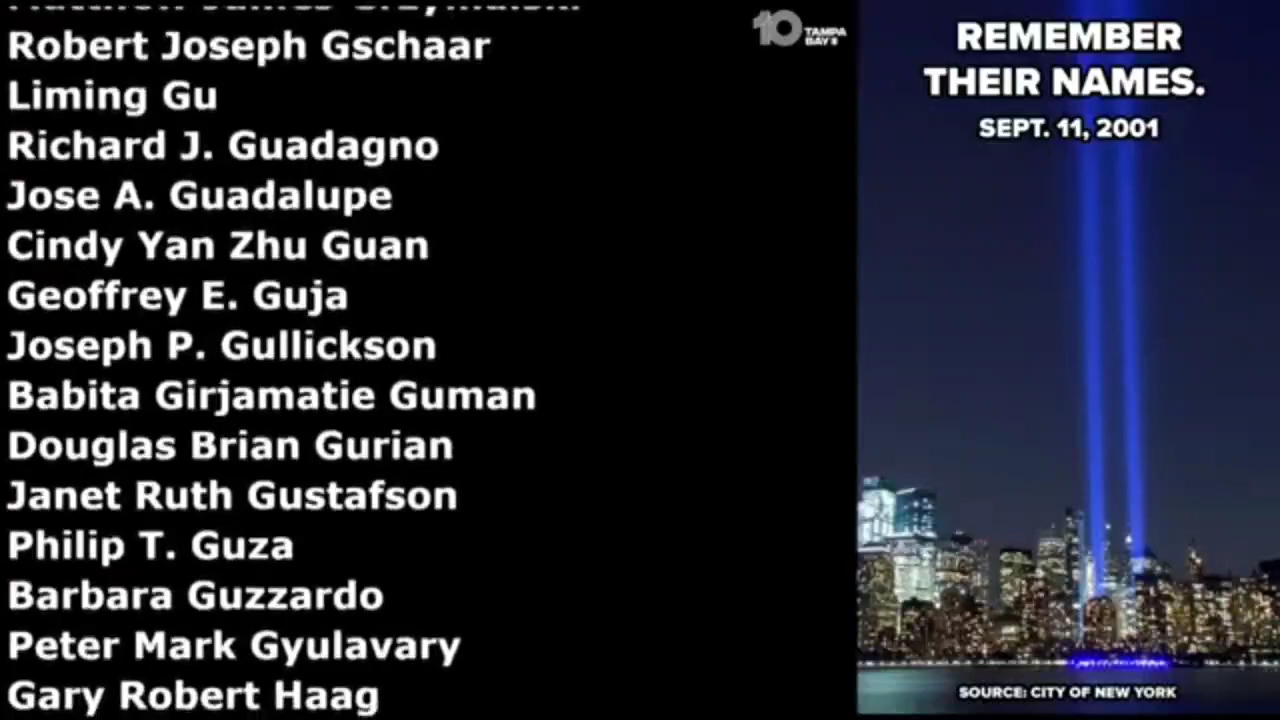 Robert Joseph Gschaar
Liming Gu
Richard J. Guadagno
Jose A. Guadalupe
Cindy Yan Zhu Guan
Geoffrey E. Guja
Joseph P. Gullickson
Babita Girjamatie Guman
Douglas Brian Gurian
Janet Ruth Gustafson
Philip T. Guza
Barbara Guzzardo
Peter Mark Gyulavary
Gary Robert Haag
10 TAMPA
BAY
REMEMBER
THEIR NAMES.
SEPT. 11, 2001
SOURCE: CITY OF NEW YORK